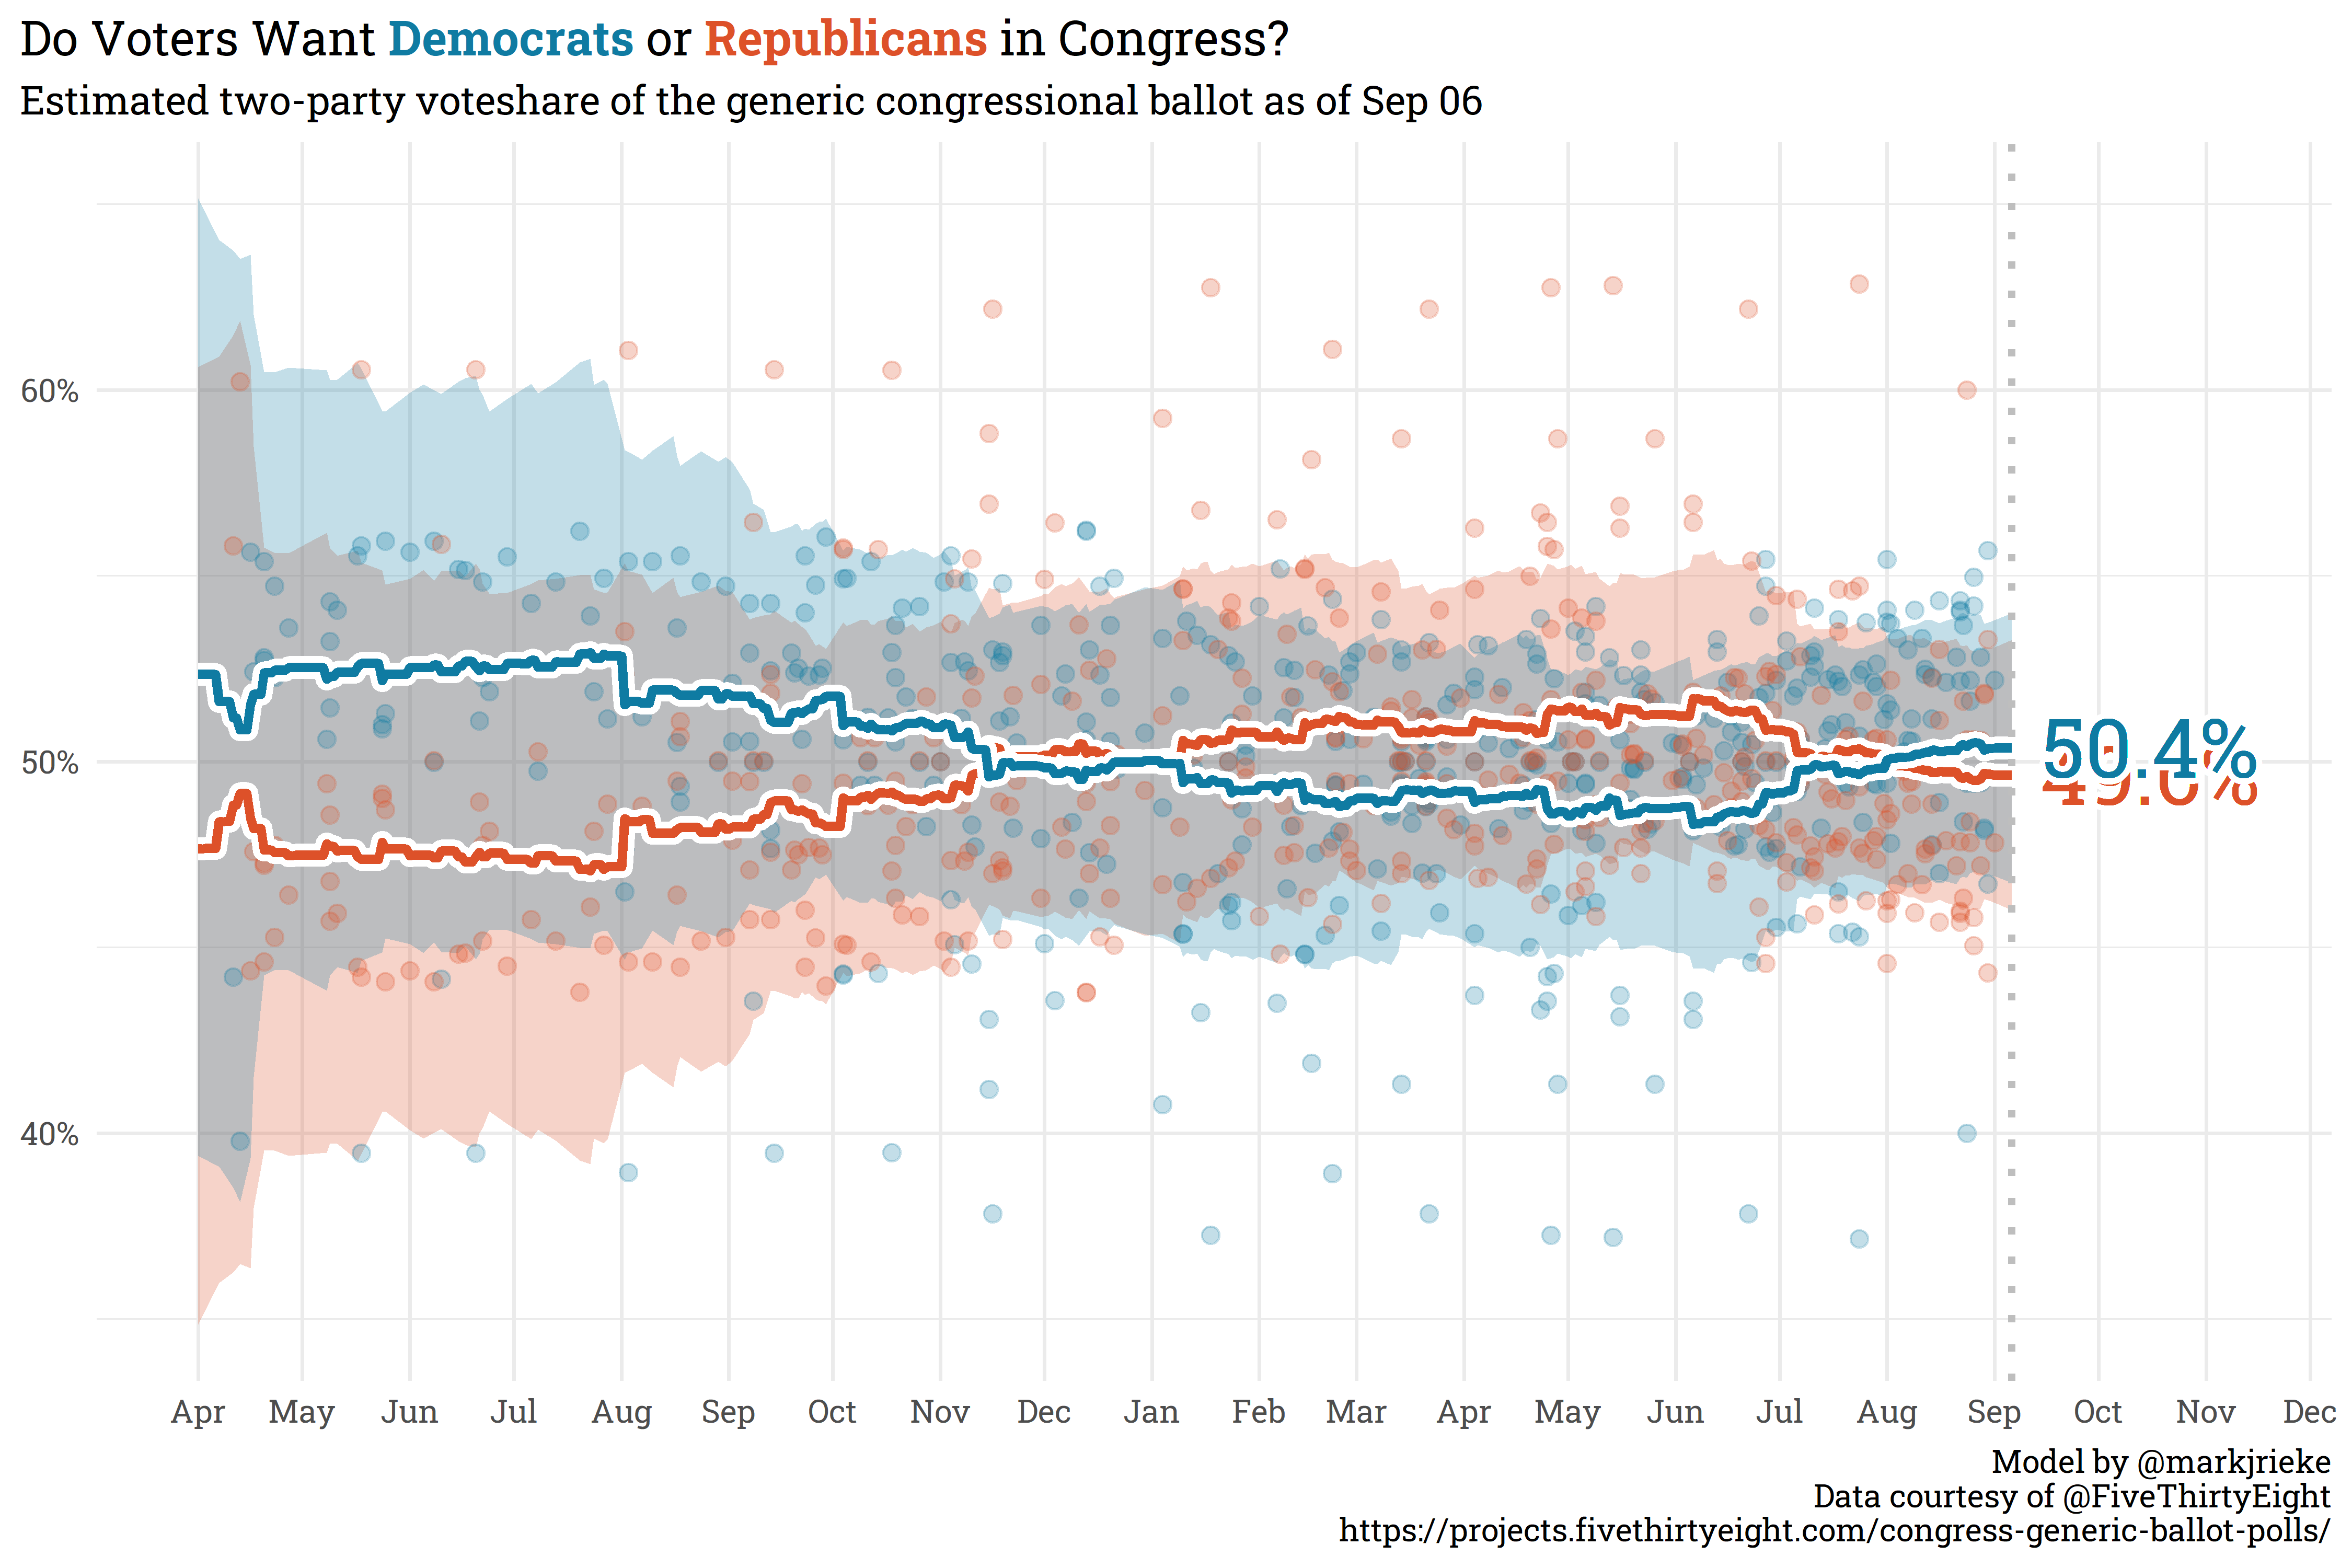 Do Voters Want Democrats or Republicans in Congress?
Estimated two-party voteshare of the generic congressional ballot as of Sep 06
60%
50%
40%
50.4%
49.6%
Apr May Jun Jul Aug Sep Oct Nov Dec Jan Feb Mar Apr May Jun Jul Aug Sep Oct Nov Dec
Model by @markjrieke
Data courtesy of @FiveThirtyEight
https://projects.fivethirtyeight.com/congress-generic-ballot-polls/